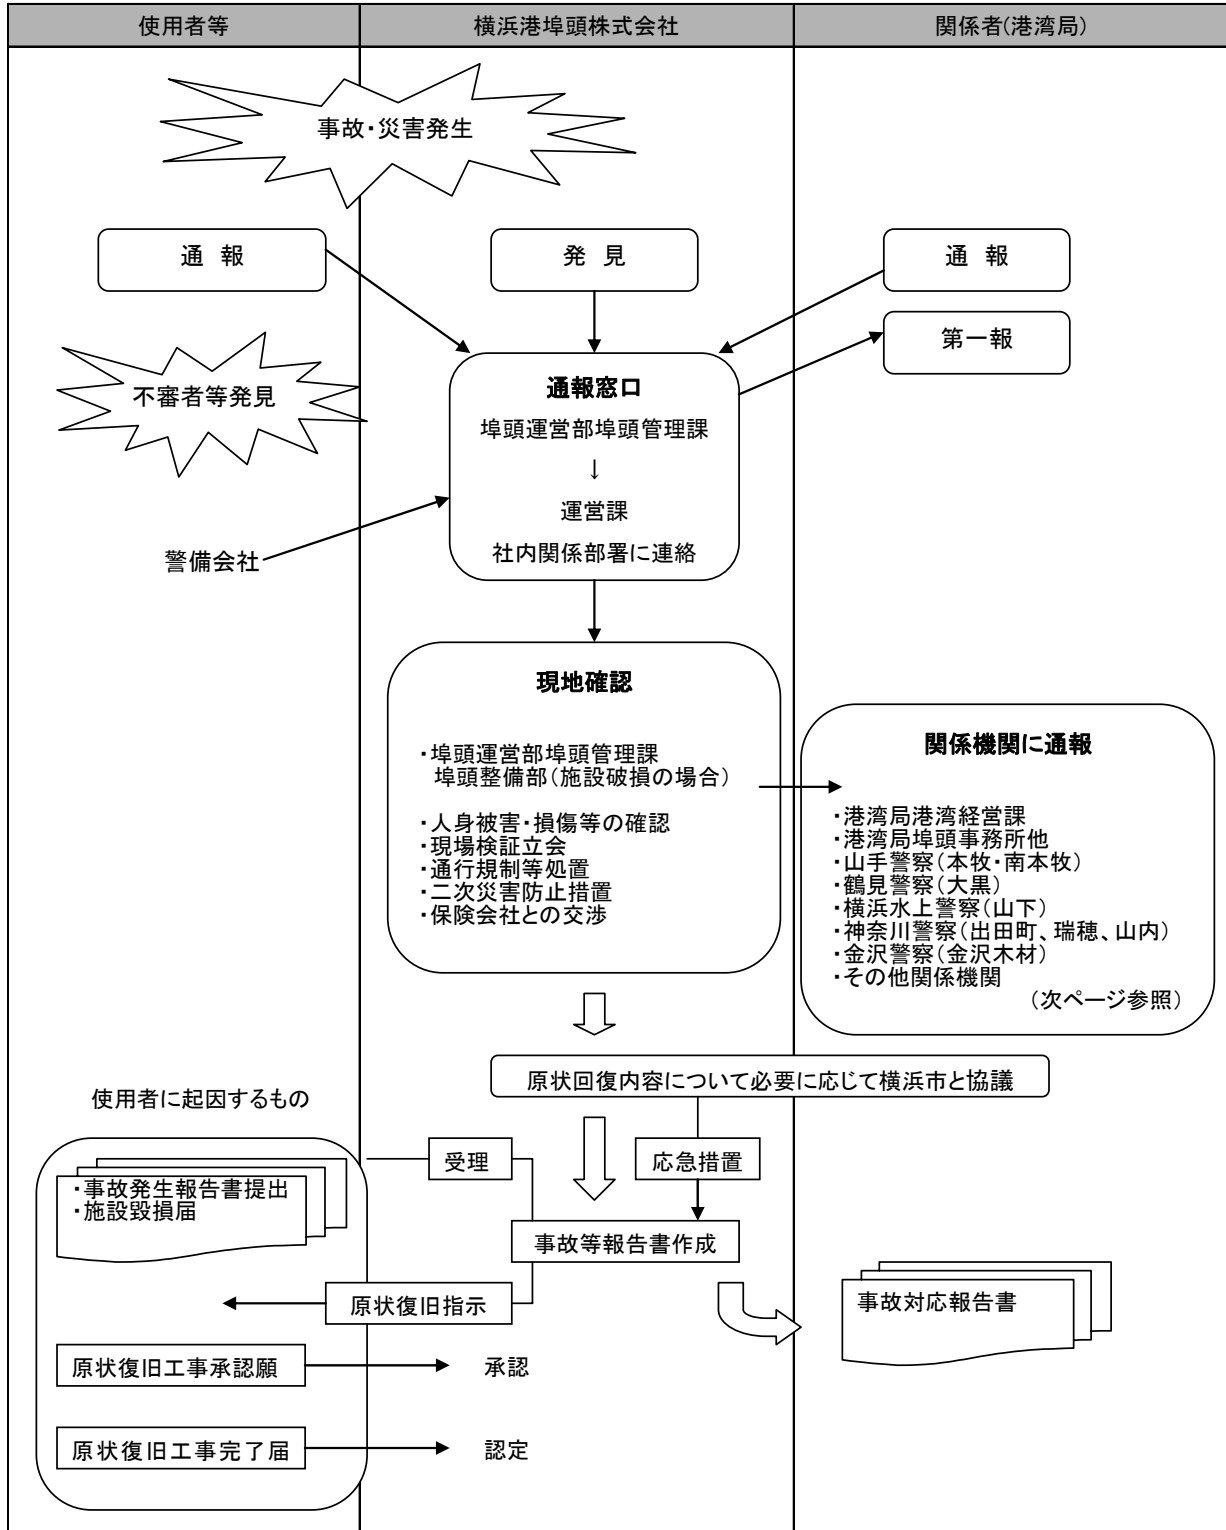 使用者等
横浜港埠頭株式会社
関係者(港湾局)
事故・災害発生
通 報
発 見
通 報
第一報
不審者等発見
通報窓口
埠頭運営部埠頭管理課
↓
運営課
社内関係部署に連絡
警備会社
現地確認
・埠頭運営部埠頭管理課
埠頭整備部(施設破損の場合)
・人身被害・損傷等の確認
・現場検証立会
・通行規制等処置
・二次災害防止措置
・保険会社との交渉
関係機関に通報
・港湾局港湾経営課
・港湾局埠頭事務所他
・山手警察(本牧・南本牧)
・鶴見警察(大黒)
・横浜水上警察(山下)
・神奈川警察(出田町、瑞穂、山内)
・金沢警察(金沢木材)
・その他関係機関
(次ページ参照)
原状回復内容について必要に応じて横浜市と協議
使用者に起因するもの
受理
応急措置
・事故発生報告書提出
・施設毀損届
事故等報告書作成
原状復旧指示
事故対応報告書
原状復旧工事承認願
承認
原状復旧工事完了届
認定